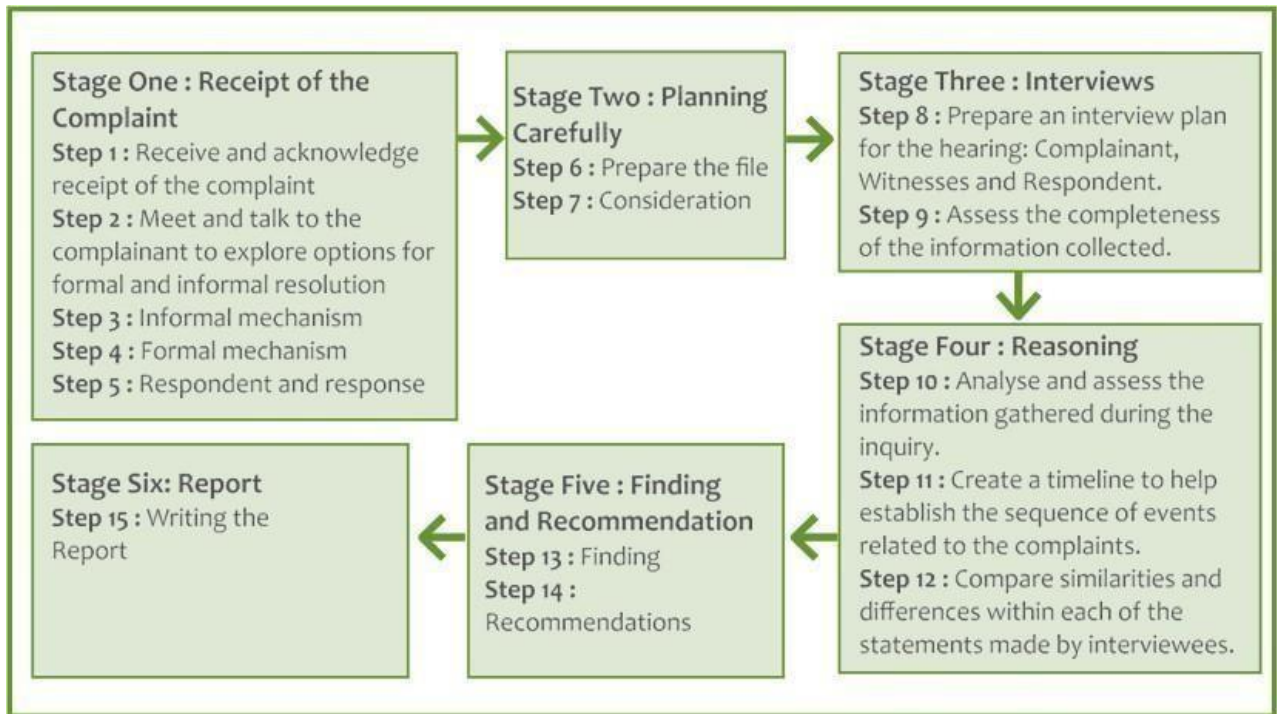 Stage One : Receipt of the
Complaint
Step 1 : Receive and acknowledge
receipt of the complaint
Step 2 : Meet and talk to the
complainant to explore options for
formal and informal resolution
Step 3 : Informal mechanism
Step 4 : Formal mechanism
Step 5 : Respondent and response
Stage Two : Planning
Carefully
Step 6 : Prepare the file
Step 7 : Consideration
Stage Three : Interviews
Step 8 : Prepare an interview plan
for the hearing: Complainant,
Witnesses and Respondent.
Step 9 : Assess the completeness
of the information collected.
Stage Four : Reasoning
Step 10 : Analyse and assess the
information gathered during the
inquiry.
Step 11 : Create a timeline to help
establish the sequence of events
related to the complaints.
Step 12 : Compare similarities and
differences within each of the
statements made by interviewees.
Stage Five : Finding
and Recommendation
Step 13 : Finding
Step 14 :
Recommendations
Stage Six: Report
Step 15 : Writing the
Report